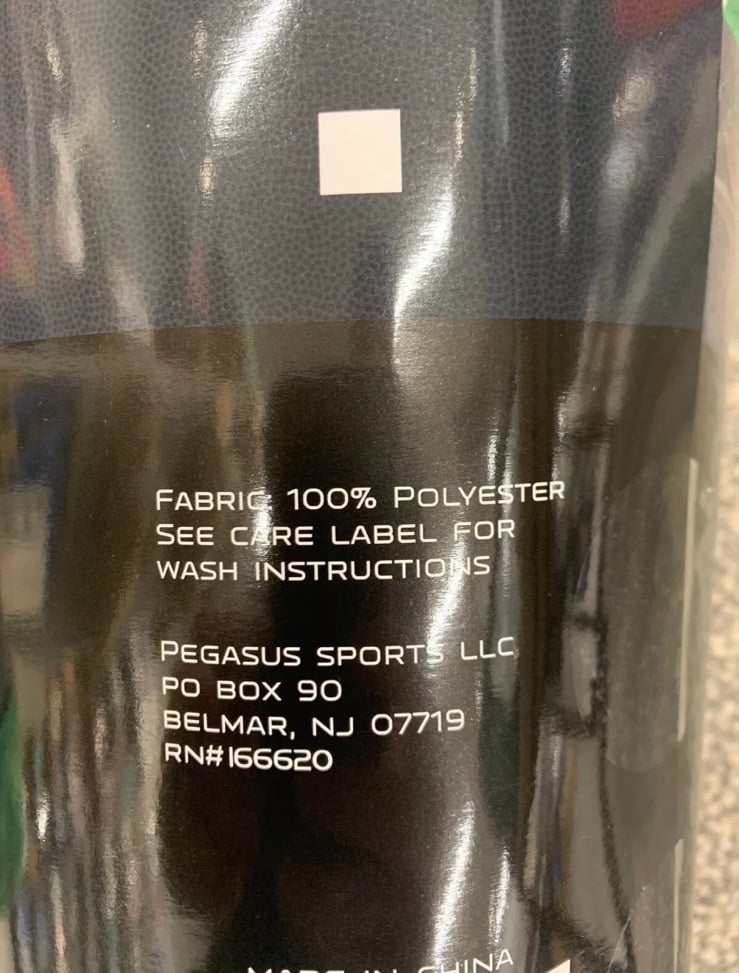 FABRIC: 100% POLYESTER
SEE CARE LABEL FOR
WASH INSTRUCTIONS
PEGASUS SPORTS LLC
PO BOX 90
BELMAR, NJ 07719
RN#166620
MADE IN CHINA